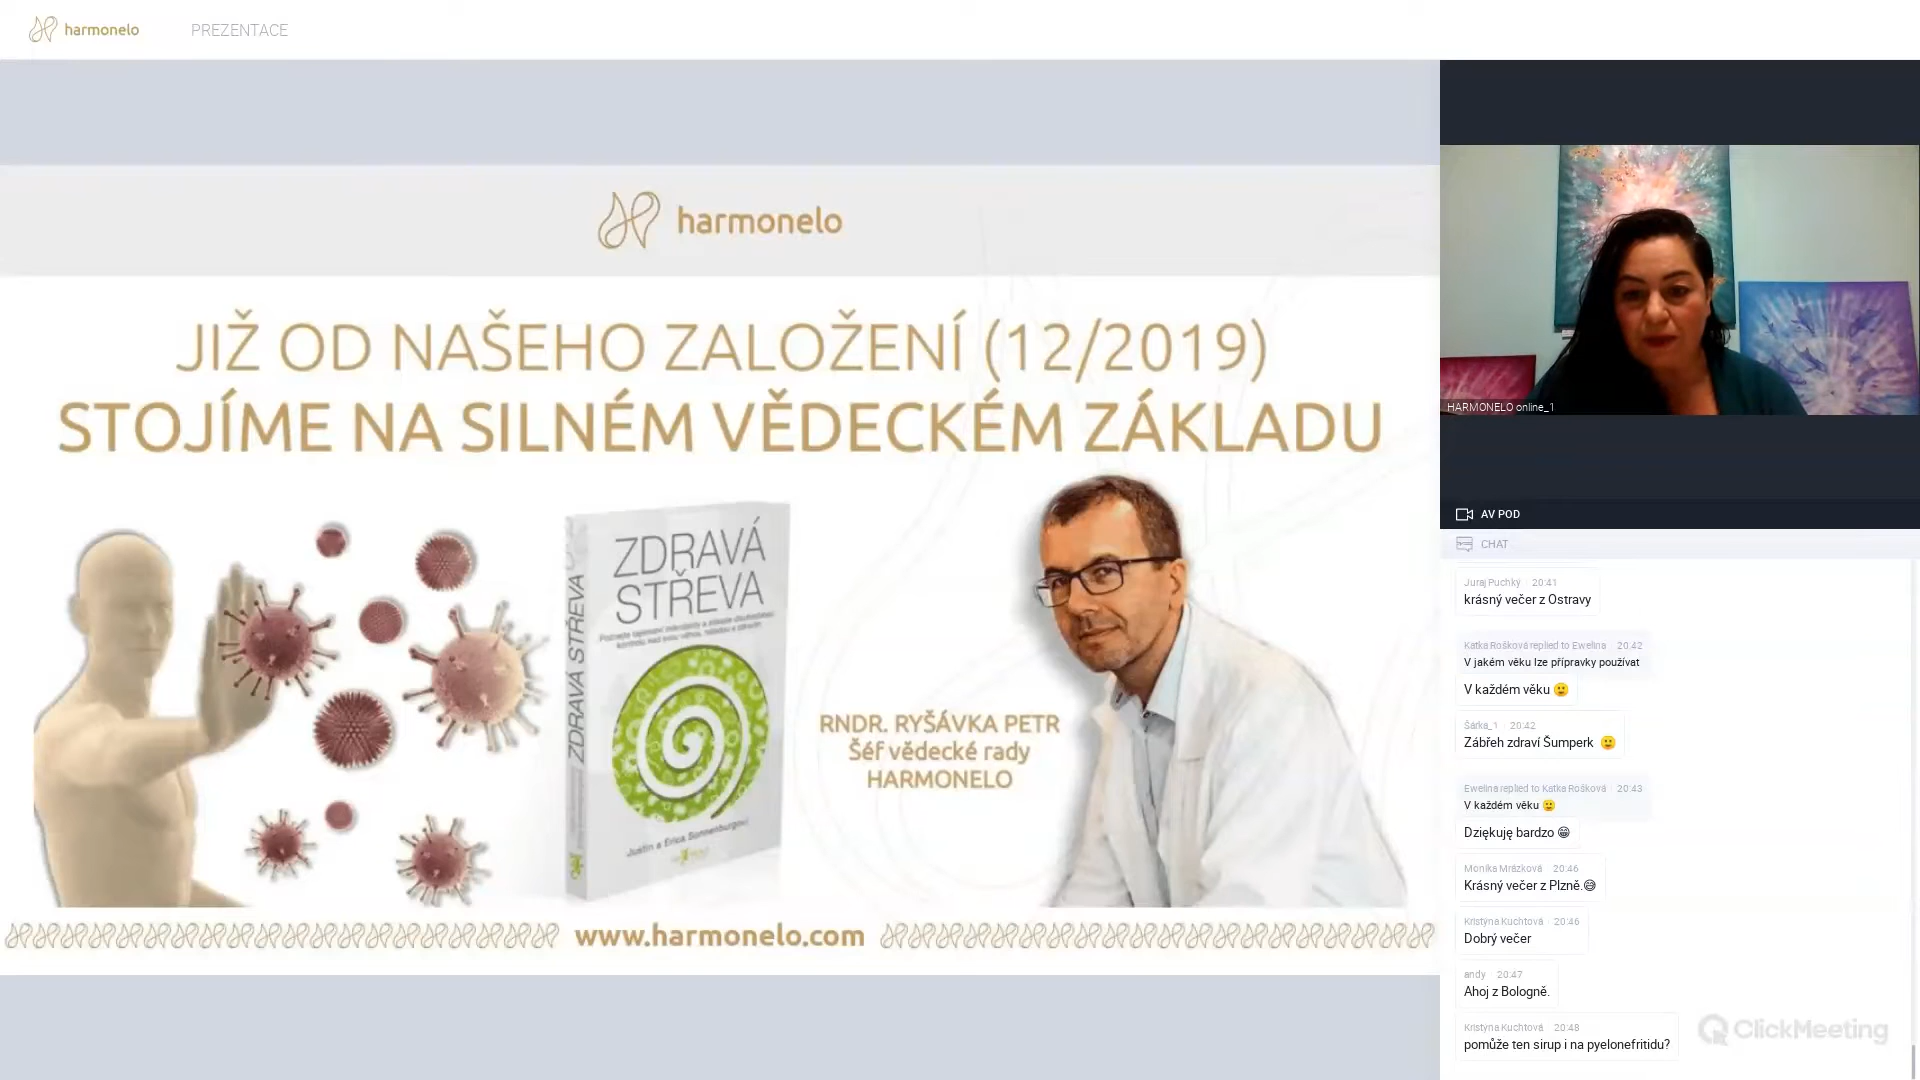 harmonelo
PREZENTACE
harmonelo
JIŽ OD NAŠEHO ZALOŽENÍ (12/2019)
STOJÍME NA SILNÉM VĚDECKÉM ZÁKLADU
ZDRAVÁ
STŘEVA
ZDRAVÁ STŘEVA
Justin a Erica Sonnenburgovi
RNDR. RYŠÁVKA PETR
Šéf vědecké rady
HARMONELO
www.harmonelo.com
HARMONELO online_1
AV POD
CHAT
Juraj Puchký · 20:41
krásný večer z Ostravy
Katka Rošková replied to Ewelina · 20:42
V jakém věku lze přípravky používat
V každém věku 🙂
Šárka_1 · 20:42
Zábřeh zdraví Šumperk 🙂
Ewelina replied to Katka Rošková · 20:43
V každém věku 🙂
Dziękuję bardzo 😁
Monika Mrázková · 20:46
Krásný večer z Plzně.😅
Kristýna Kuchtová · 20:46
Dobrý večer
andy · 20:47
Ahoj z Bologně.
Kristýna Kuchtová · 20:48
pomůže ten sirup i na pyelonefritidu?
ClickMeeting